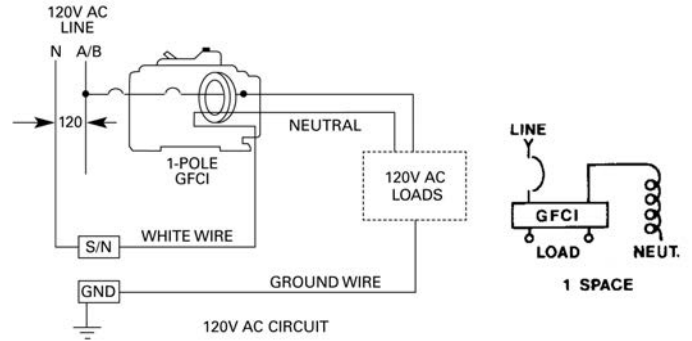 120V AC
LINE
N A/B
120
1-POLE
GFCI
NEUTRAL
120V AC
LOADS
S/N
WHITE WIRE
GND
GROUND WIRE
120V AC CIRCUIT
LINE
GFCI
LOAD
NEUT.
1 SPACE